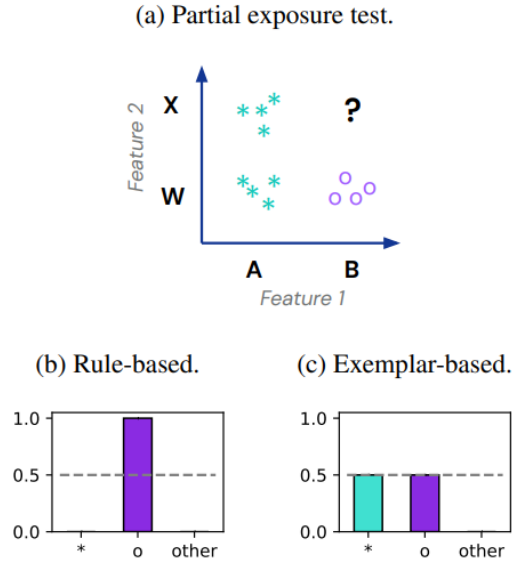 (a) Partial exposure test.
Feature 2
X
?
W
A
B
Feature 1
(b) Rule-based.
(c) Exemplar-based.
1.0
0.5
0.0
* o other
1.0
0.5
0.0
* o other